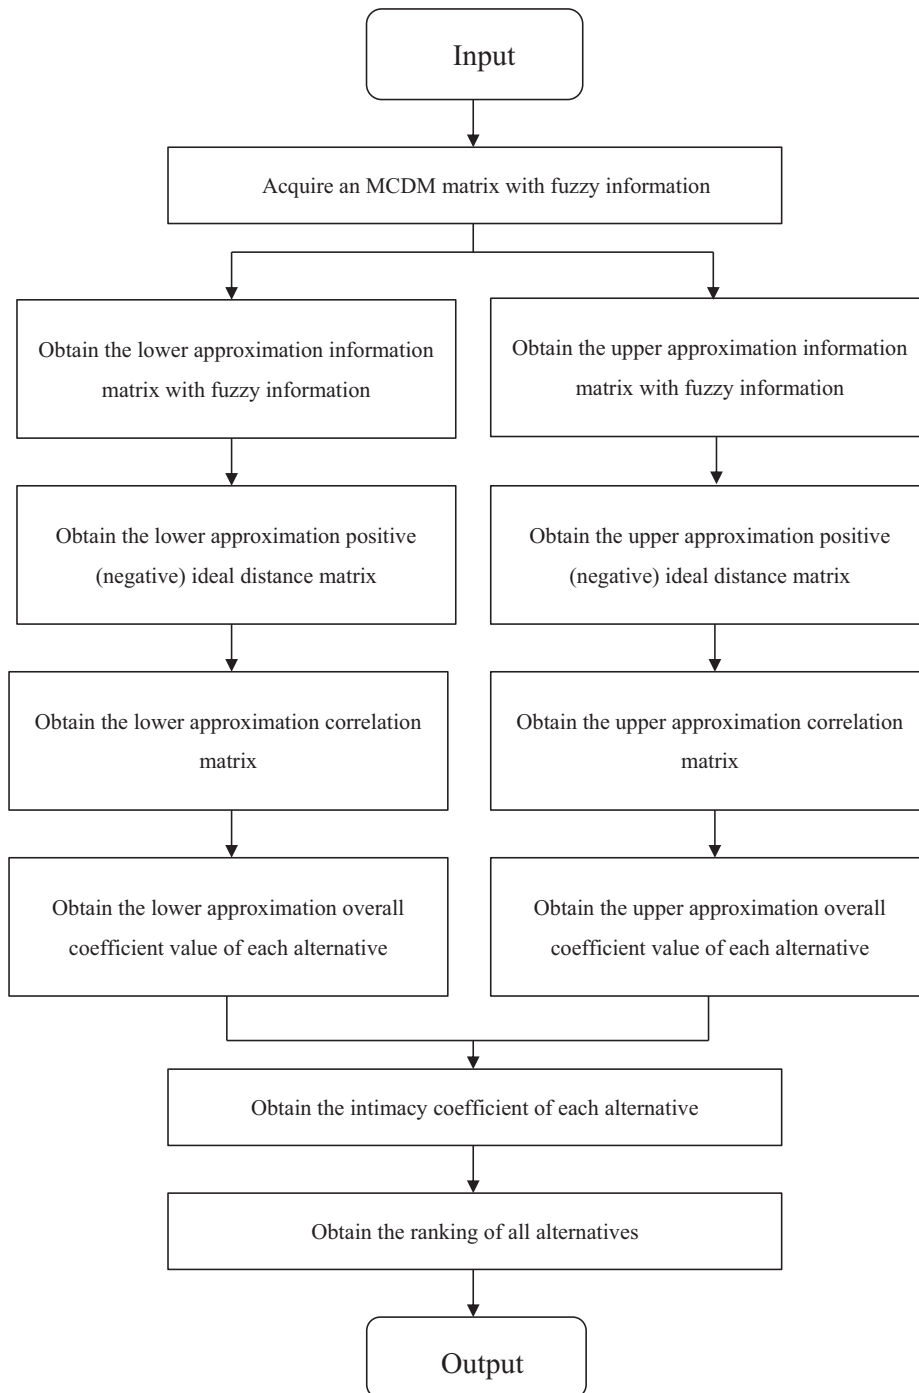 Input
Acquire an MCDM matrix with fuzzy information
Obtain the lower approximation information
matrix with fuzzy information
Obtain the upper approximation information
matrix with fuzzy information
Obtain the lower approximation positive
(negative) ideal distance matrix
Obtain the upper approximation positive
(negative) ideal distance matrix
Obtain the lower approximation correlation
matrix
Obtain the upper approximation correlation
matrix
Obtain the lower approximation overall
coefficient value of each alternative
Obtain the upper approximation overall
coefficient value of each alternative
Obtain the intimacy coefficient of each alternative
Obtain the ranking of all alternatives
Output